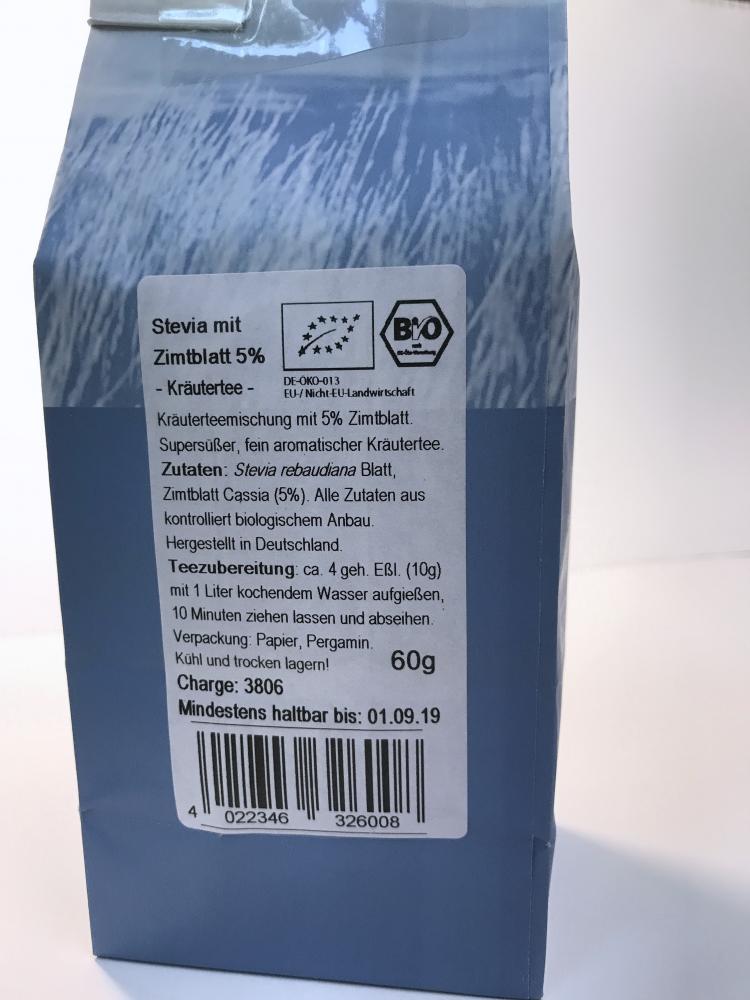 Stevia mit
Zimtblatt 5%
- Kräutertee -
BIO
DE-ÖKO-013
EU-/ Nicht-EU-Landwirtschaft
Kräuterteemischung mit 5% Zimtblatt.
Supersüßer, fein aromatischer Kräutertee.
Zutaten: Stevia rebaudiana Blatt,
Zimtblatt Cassia (5%). Alle Zutaten aus
kontrolliert biologischem Anbau.
Hergestellt in Deutschland.
Teezubereitung: ca. 4 geh. Eßl. (10g)
mit 1 Liter kochendem Wasser aufgießen,
10 Minuten ziehen lassen und abseihen.
Verpackung: Papier, Pergamin.
Kühl und trocken lagern!
60g
Charge: 3806
Mindestens haltbar bis: 01.09.19
4 022346 326008